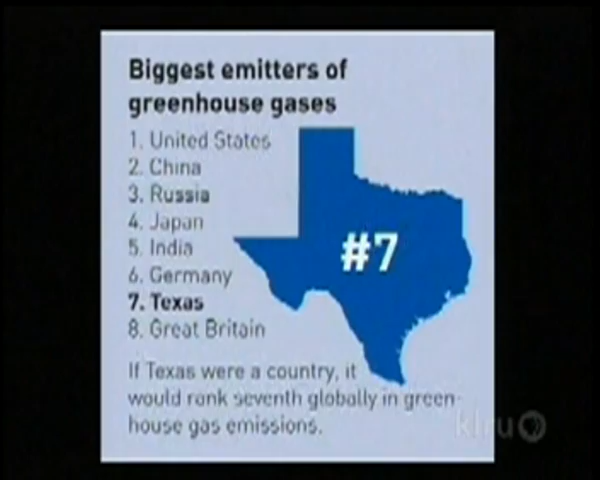 Biggest emitters of
greenhouse gases
1. United States
2. China
3. Russia
4. Japan
5. India
6. Germany
7. Texas
8. Great Britain
#7
If Texas were a country, it
would rank seventh globally in green-
house gas emissions.
klru